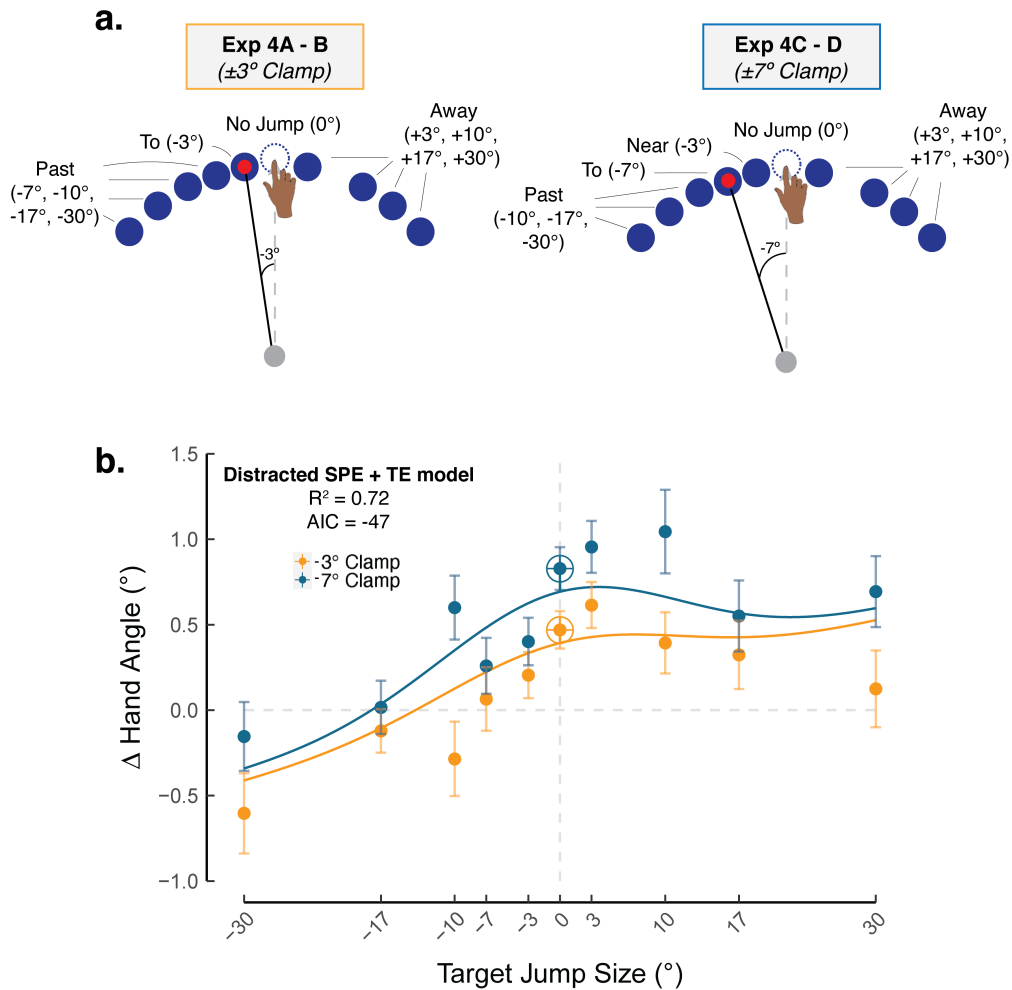 a.
Exp 4A - B
(±3º Clamp)
No Jump (0°)
To (-3°)
Past
(-7°, -10°,
-17°, -30°)
Away
(+3°, +10°,
+17°, +30°)
-3°
Exp 4C - D
(±7º Clamp)
No Jump (0°)
Near (-3°)
To (-7°)
Past
(-10°, -17°,
-30°)
Away
(+3°, +10°,
+17°, +30°)
-7°
b.
Distracted SPE + TE model
R² = 0.72
AIC = -47
-3° Clamp
-7° Clamp
Δ Hand Angle (°)
1.5
1.0
0.5
0.0
−0.5
−1.0
−30
−17
−10
−7
−3
0
3
10
17
30
Target Jump Size (°)